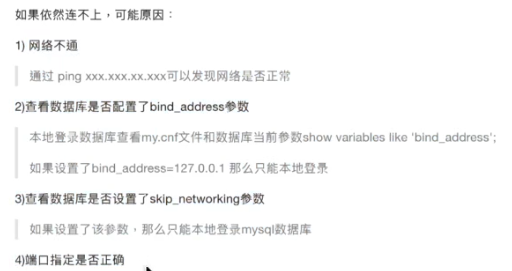 如果依然连不上，可能原因：
1) 网络不通
通过 ping xxx.xxx.xx.xxx可以发现网络是否正常
2)查看数据库是否配置了bind_address参数
本地登录数据库查看my.cnf文件和数据库当前参数show variables like 'bind_address';
如果设置了bind_address=127.0.0.1 那么只能本地登录
3)查看数据库是否设置了skip_networking参数
如果设置了该参数，那么只能本地登录mysql数据库
4)端口指定是否正确